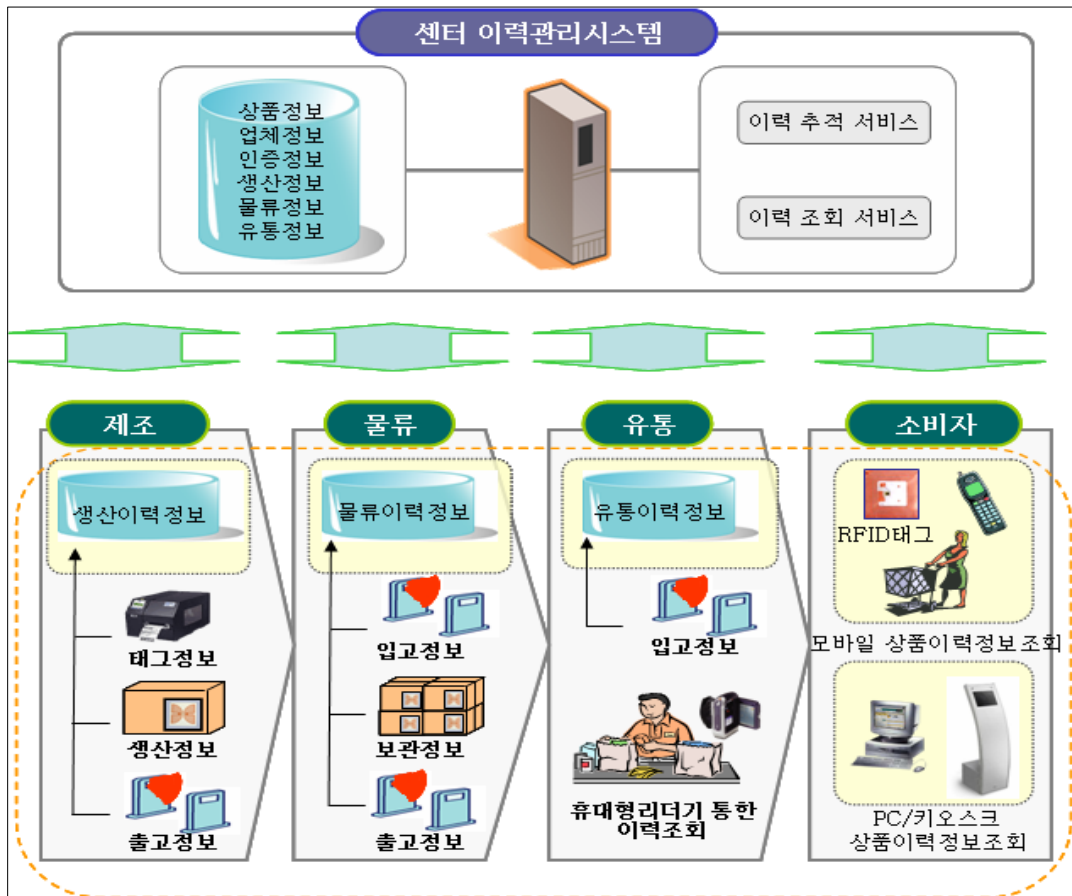 센터 이력관리시스템
상품정보
업체정보
인증정보
생산정보
물류정보
유통정보
이력 추적 서비스
이력 조회 서비스
제조
생산이력정보
태그정보
생산정보
출고정보
물류
물류이력정보
입고정보
보관정보
출고정보
유통
유통이력정보
입고정보
휴대형리더기 통한
이력조회
소비자
RFID태그
모바일 상품이력정보조회
PC/키오스크
상품이력정보조회